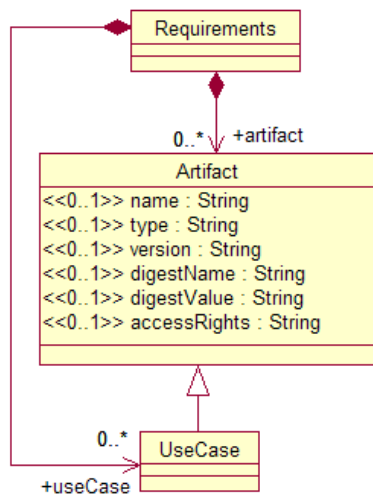 Requirements
0..* +artifact
Artifact
<<0..1>> name : String
<<0..1>> type : String
<<0..1>> version : String
<<0..1>> digestName : String
<<0..1>> digestValue : String
<<0..1>> accessRights : String
0..*
UseCase
+useCase